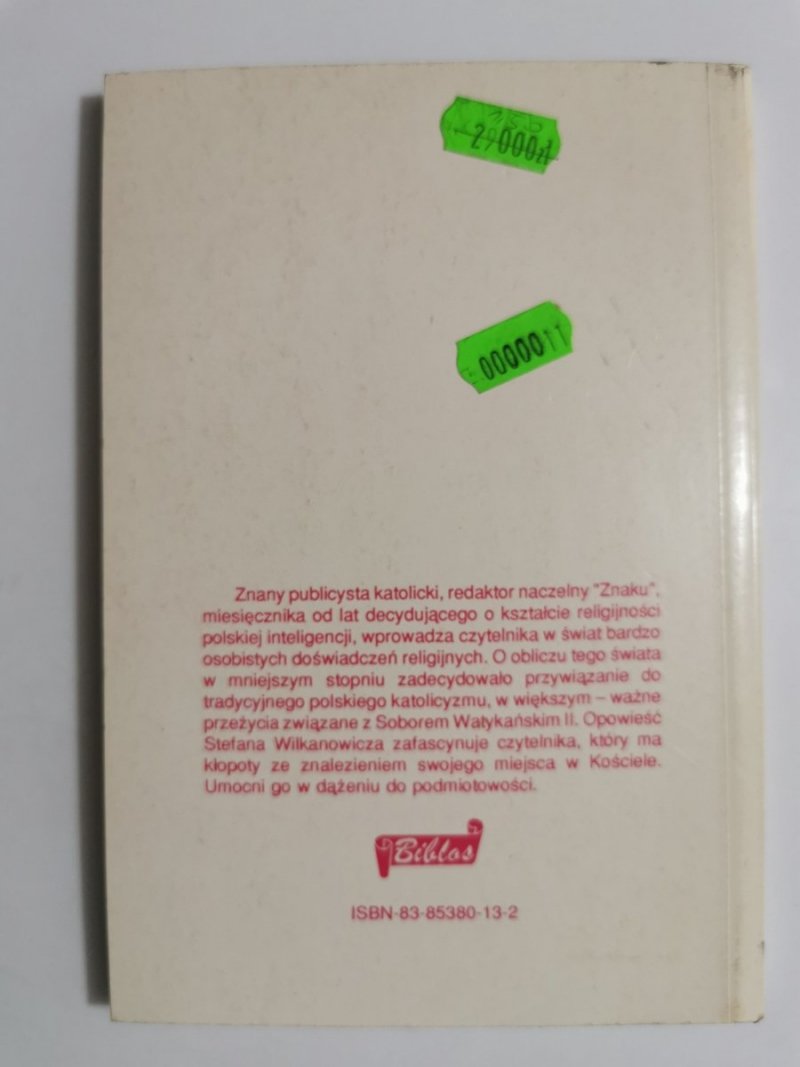 29000zł
0000011
Znany publicysta katolicki, redaktor naczelny "Znaku",
miesięcznika od lat decydującego o kształcie religijności
polskiej inteligencji, wprowadza czytelnika w świat bardzo
osobistych doświadczeń religijnych. O obliczu tego świata
w mniejszym stopniu zadecydowało przywiązanie do
tradycyjnego polskiego katolicyzmu, w większym – ważne
przeżycia związane z Soborem Watykańskim II. Opowieść
Stefana Wilkanowicza zafascynuje czytelnika, który ma
kłopoty ze znalezieniem swojego miejsca w Kościele.
Umocni go w dążeniu do podmiotowości.
Biblos
ISBN-83-85380-13-2